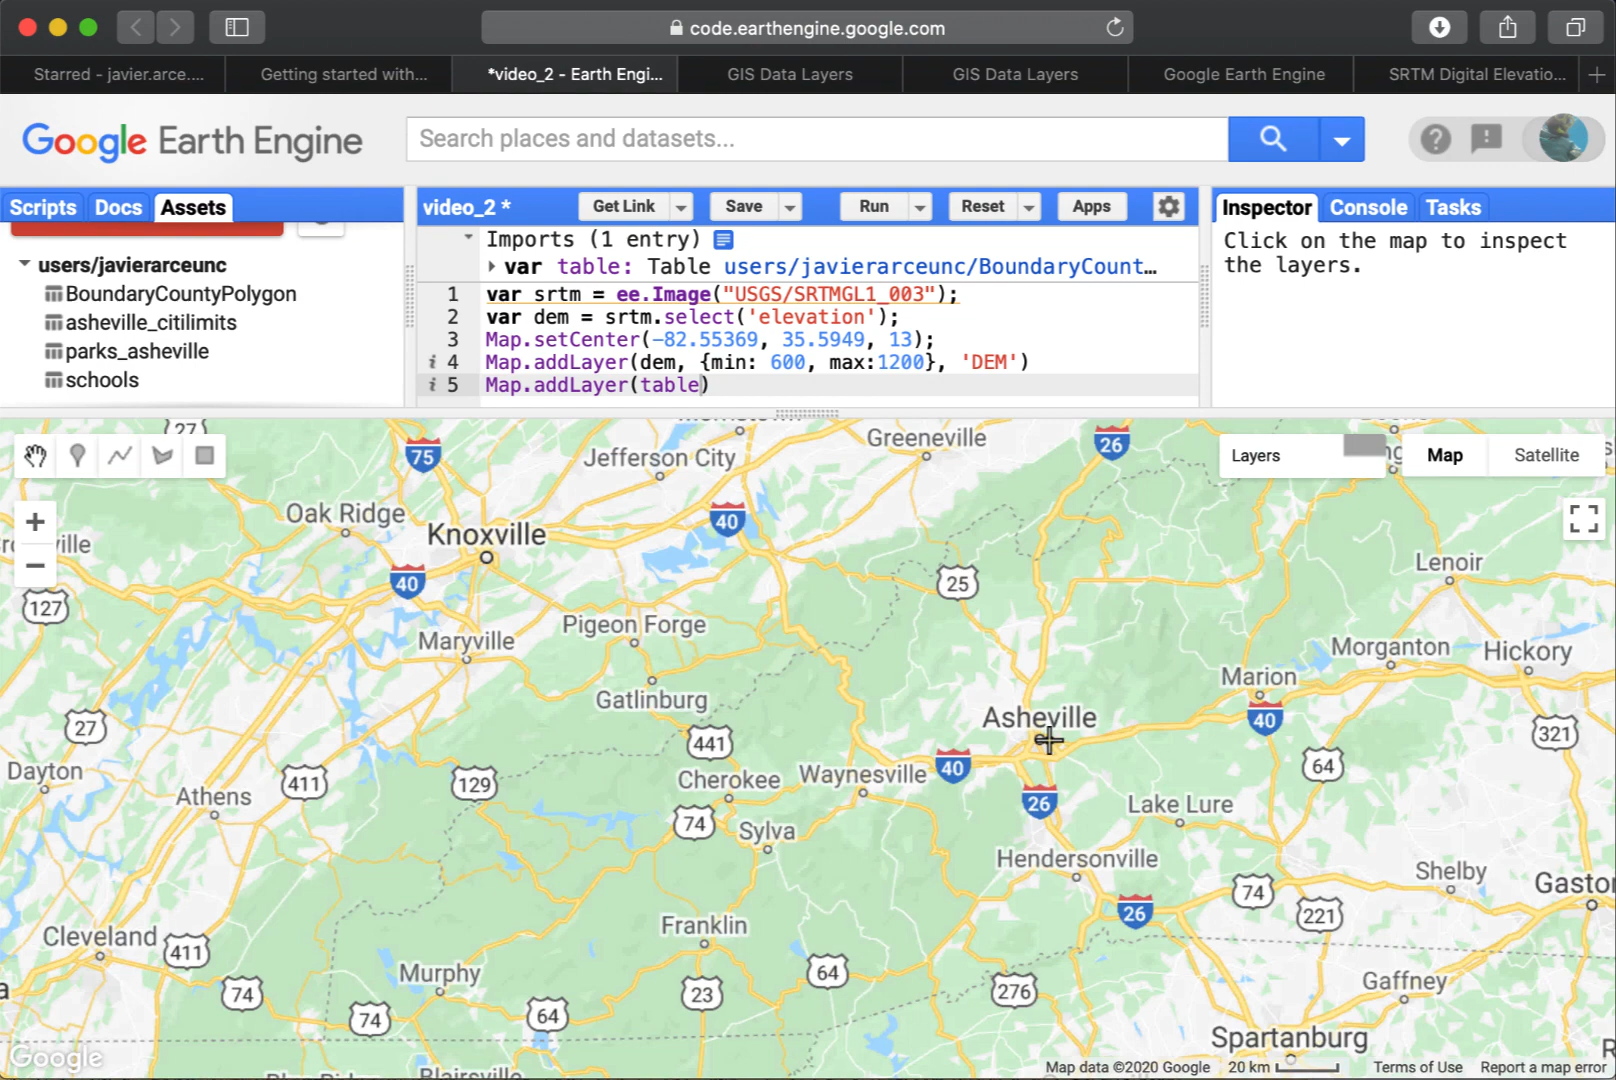 code.earthengine.google.com
Starred - javier.arce....
Getting started with...
*video_2 - Earth Engi...
GIS Data Layers
GIS Data Layers
Google Earth Engine
SRTM Digital Elevatio...
Google Earth Engine
Search places and datasets...
Scripts Docs Assets
users/javierarceunc
BoundaryCountyPolygon
asheville_citilimits
parks_asheville
schools
video_2 *
Get Link
Save
Run
Reset
Apps
Imports (1 entry)
var table: Table users/javierarceunc/BoundaryCount…
1 var srtm = ee.Image("USGS/SRTMGL1_003");
2 var dem = srtm.select('elevation');
3 Map.setCenter(-82.55369, 35.5949, 13);
i 4 Map.addLayer(dem, {min: 600, max:1200}, 'DEM')
i 5 Map.addLayer(table)
Inspector Console Tasks
Click on the map to inspect
the layers.
Layers
Map
Satellite
27
75
Jefferson City
Greeneville
26
Oak Ridge
Knoxville
40
40
25
Lenoir
127
Maryville
Pigeon Forge
Morganton
Hickory
Gatlinburg
Marion
Asheville
40
27
441
321
Dayton
Athens
411
129
Cherokee
Waynesville
40
64
26
Lake Lure
74
Sylva
Hendersonville
Shelby
74
Gasto
26
221
Franklin
Cleveland
411
Murphy
64
Gaffney
74
23
276
74
64
Spartanburg
Google
Map data ©2020 Google
20 km
Terms of Use
Report a map error